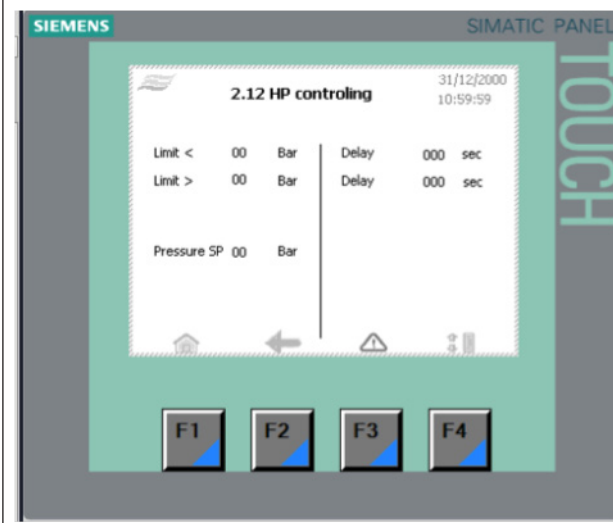 SIEMENS
SIMATIC PANEL
TOUCH
2.12 HP controling
31/12/2000
10:59:59
Limit < 00 Bar Delay 000 sec
Limit > 00 Bar Delay 000 sec
Pressure SP 00 Bar
F1 F2 F3 F4